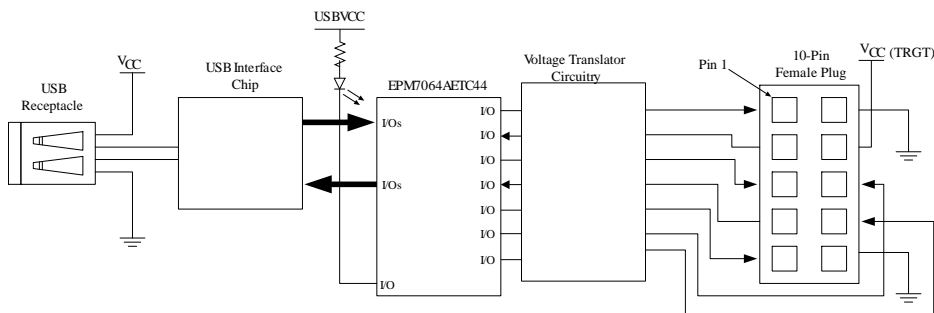 USBVCC
VCC
USB
Receptacle
USB Interface
Chip
EPM7064AETC44
Voltage Translator
Circuitry
Pin 1
10-Pin
Female Plug
VCC (TRGT)
I/Os
I/Os
I/O
I/O
I/O
I/O
I/O
I/O
I/O
I/O